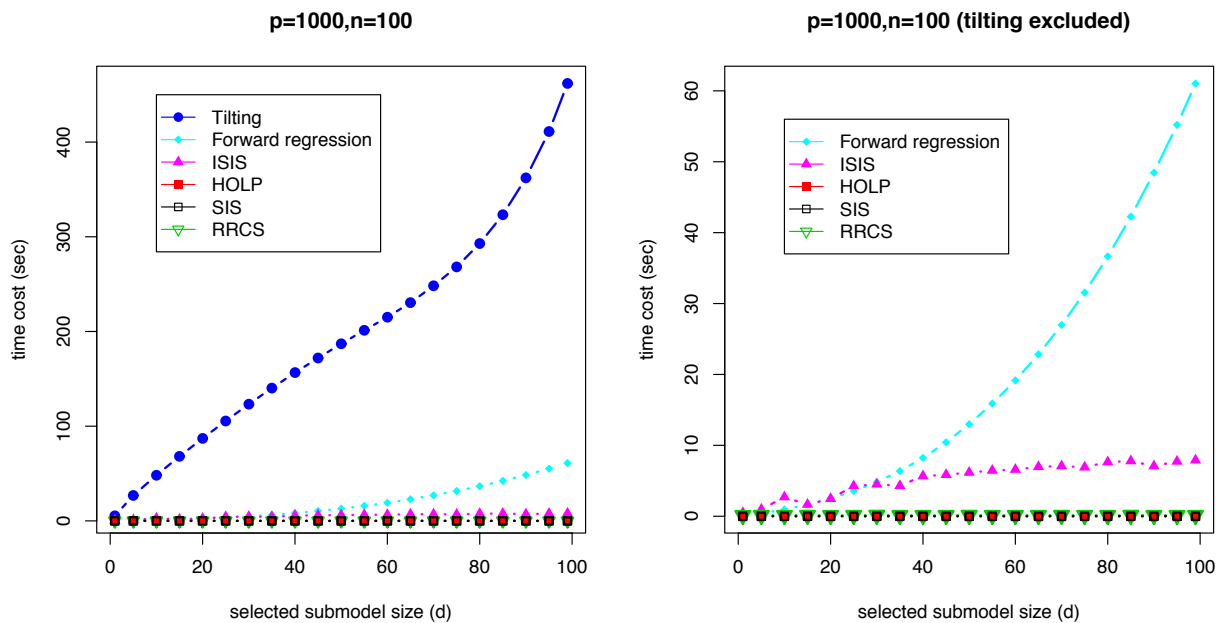 p=1000,n=100
time cost (sec)
400
300
200
100
0
Tilting
Forward regression
ISIS
HOLP
SIS
RRCS
0 20 40 60 80 100
selected submodel size (d)
p=1000,n=100 (tilting excluded)
time cost (sec)
60
50
40
30
20
10
0
Forward regression
ISIS
HOLP
SIS
RRCS
0 20 40 60 80 100
selected submodel size (d)